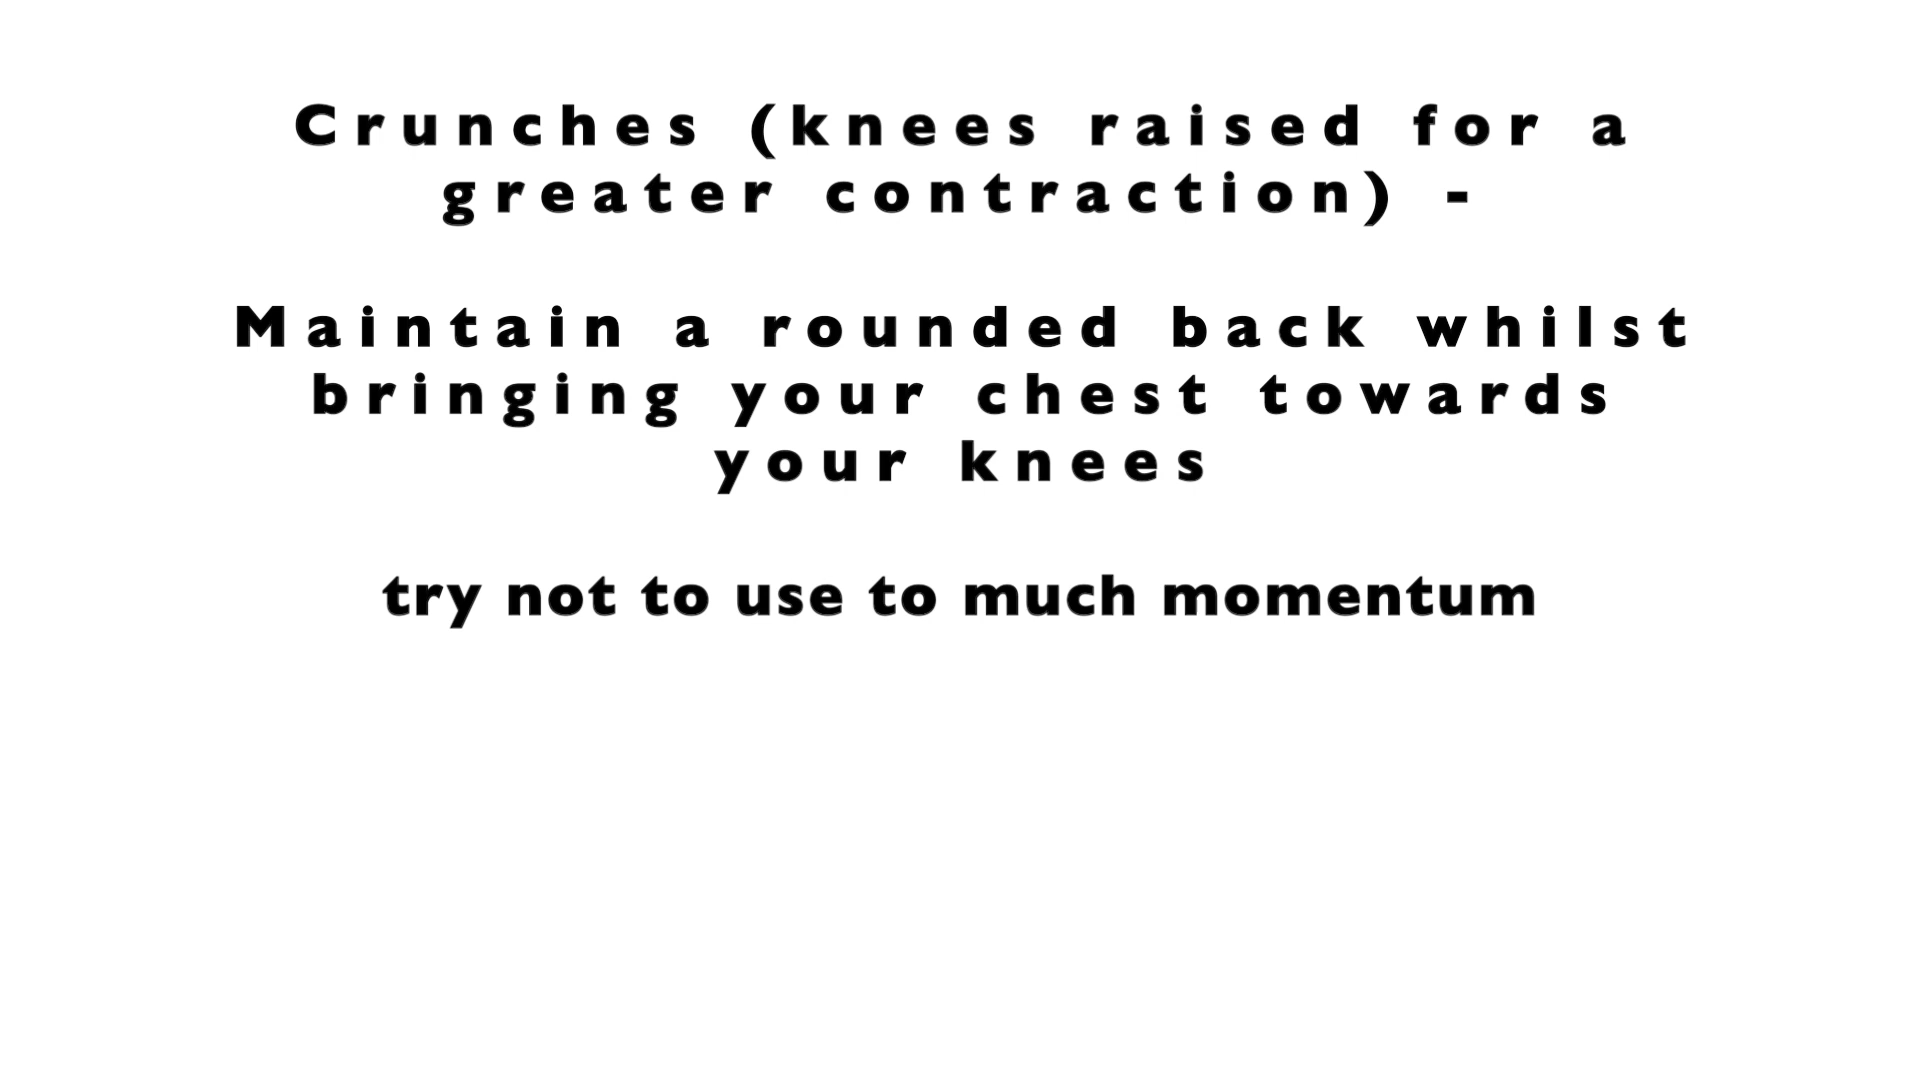 Crunches (knees raised for a
greater contraction) -
Maintain a rounded back whilst
bringing your chest towards
your knees
try not to use to much momentum